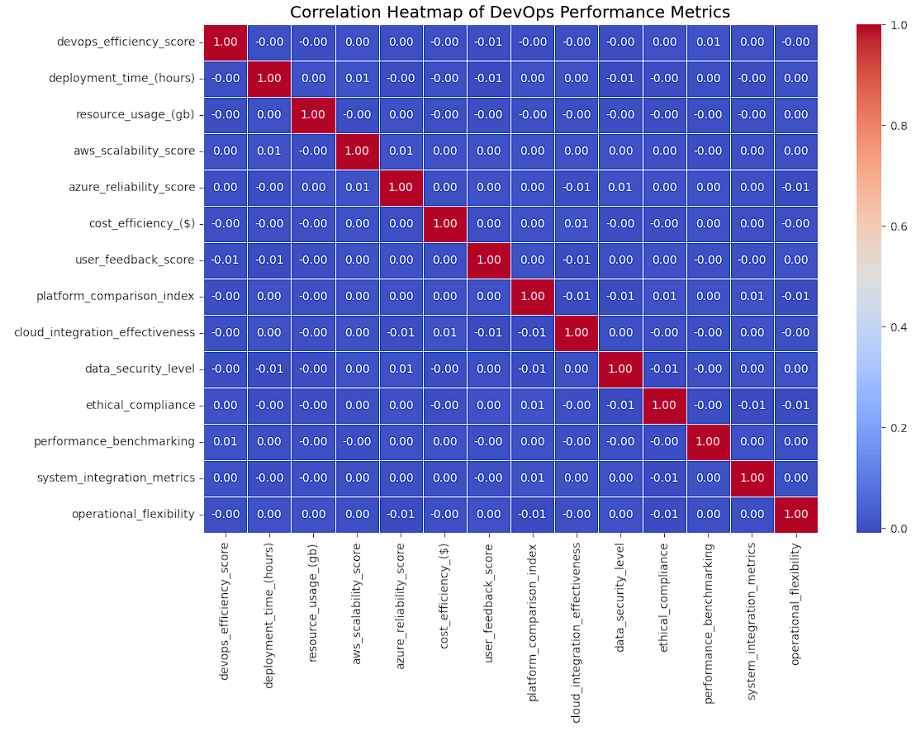 Correlation Heatmap of DevOps Performance Metrics
devops_efficiency_score 1.00 -0.00 -0.00 0.00 0.00 -0.00 -0.01 -0.00 -0.00 -0.00 0.00 0.01 0.00 -0.00
deployment_time_(hours) -0.00 1.00 0.00 0.01 -0.00 -0.00 -0.01 0.00 0.00 -0.01 -0.00 0.00 -0.00 0.00
resource_usage_(gb) -0.00 0.00 1.00 -0.00 0.00 -0.00 0.00 -0.00 -0.00 -0.00 -0.00 -0.00 0.00 0.00
aws_scalability_score 0.00 0.01 -0.00 1.00 0.01 0.00 0.00 0.00 0.00 0.00 0.00 -0.00 0.00 0.00
azure_reliability_score 0.00 -0.00 0.00 0.01 1.00 0.00 0.00 0.00 -0.01 0.01 0.00 0.00 0.00 -0.01
cost_efficiency_($) -0.00 -0.00 -0.00 0.00 0.00 1.00 0.00 0.00 0.01 -0.00 -0.00 0.00 0.00 0.00
user_feedback_score -0.01 -0.01 0.00 0.00 0.00 0.00 1.00 0.00 -0.01 0.00 0.00 -0.00 0.00 0.00
platform_comparison_index -0.00 0.00 -0.00 0.00 0.00 0.00 0.00 1.00 -0.01 -0.01 0.01 0.00 0.01 -0.01
cloud_integration_effectiveness -0.00 0.00 -0.00 0.00 -0.01 0.01 -0.01 -0.01 1.00 0.00 -0.00 0.00 0.00 -0.00
data_security_level -0.00 -0.01 -0.00 0.00 0.01 -0.00 0.00 -0.01 0.00 1.00 -0.01 -0.00 0.00 0.00
ethical_compliance 0.00 -0.00 -0.00 0.00 0.00 -0.00 0.00 0.01 -0.00 -0.01 1.00 -0.00 -0.01 -0.01
performance_benchmarking 0.01 0.00 -0.00 -0.00 0.00 0.00 -0.00 0.00 0.00 -0.00 -0.00 1.00 0.00 0.00
system_integration_metrics 0.00 -0.00 0.00 0.00 0.00 0.00 0.00 0.01 0.00 0.00 -0.01 0.00 1.00 0.00
operational_flexibility -0.00 0.00 0.00 0.00 -0.01 0.00 0.00 -0.01 -0.00 0.00 -0.01 0.00 0.00 1.00
devops_efficiency_score
deployment_time_(hours)
resource_usage_(gb)
aws_scalability_score
azure_reliability_score
cost_efficiency_($)
user_feedback_score
platform_comparison_index
cloud_integration_effectiveness
data_security_level
ethical_compliance
performance_benchmarking
system_integration_metrics
operational_flexibility
1.0
0.8
0.6
0.4
0.2
0.0